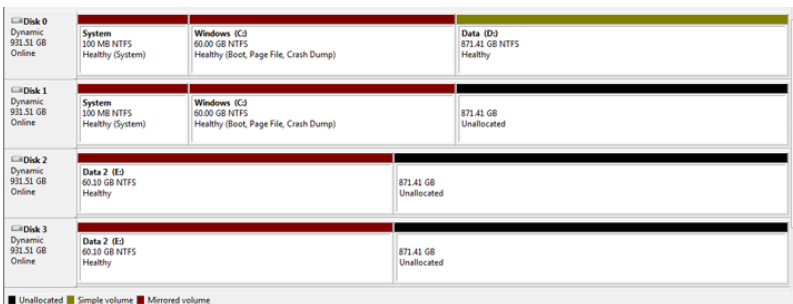 Disk 0
Dynamic
931.51 GB
Online
System
100 MB NTFS
Healthy (System)
Windows (C:)
60.00 GB NTFS
Healthy (Boot, Page File, Crash Dump)
Data (D:)
871.41 GB NTFS
Healthy
Disk 1
Dynamic
931.51 GB
Online
System
100 MB NTFS
Healthy (System)
Windows (C:)
60.00 GB NTFS
Healthy (Boot, Page File, Crash Dump)
871.41 GB
Unallocated
Disk 2
Dynamic
931.51 GB
Online
Data 2 (E:)
60.10 GB NTFS
Healthy
871.41 GB
Unallocated
Disk 3
Dynamic
931.51 GB
Online
Data 2 (E:)
60.10 GB NTFS
Healthy
871.41 GB
Unallocated
Unallocated Simple volume Mirrored volume